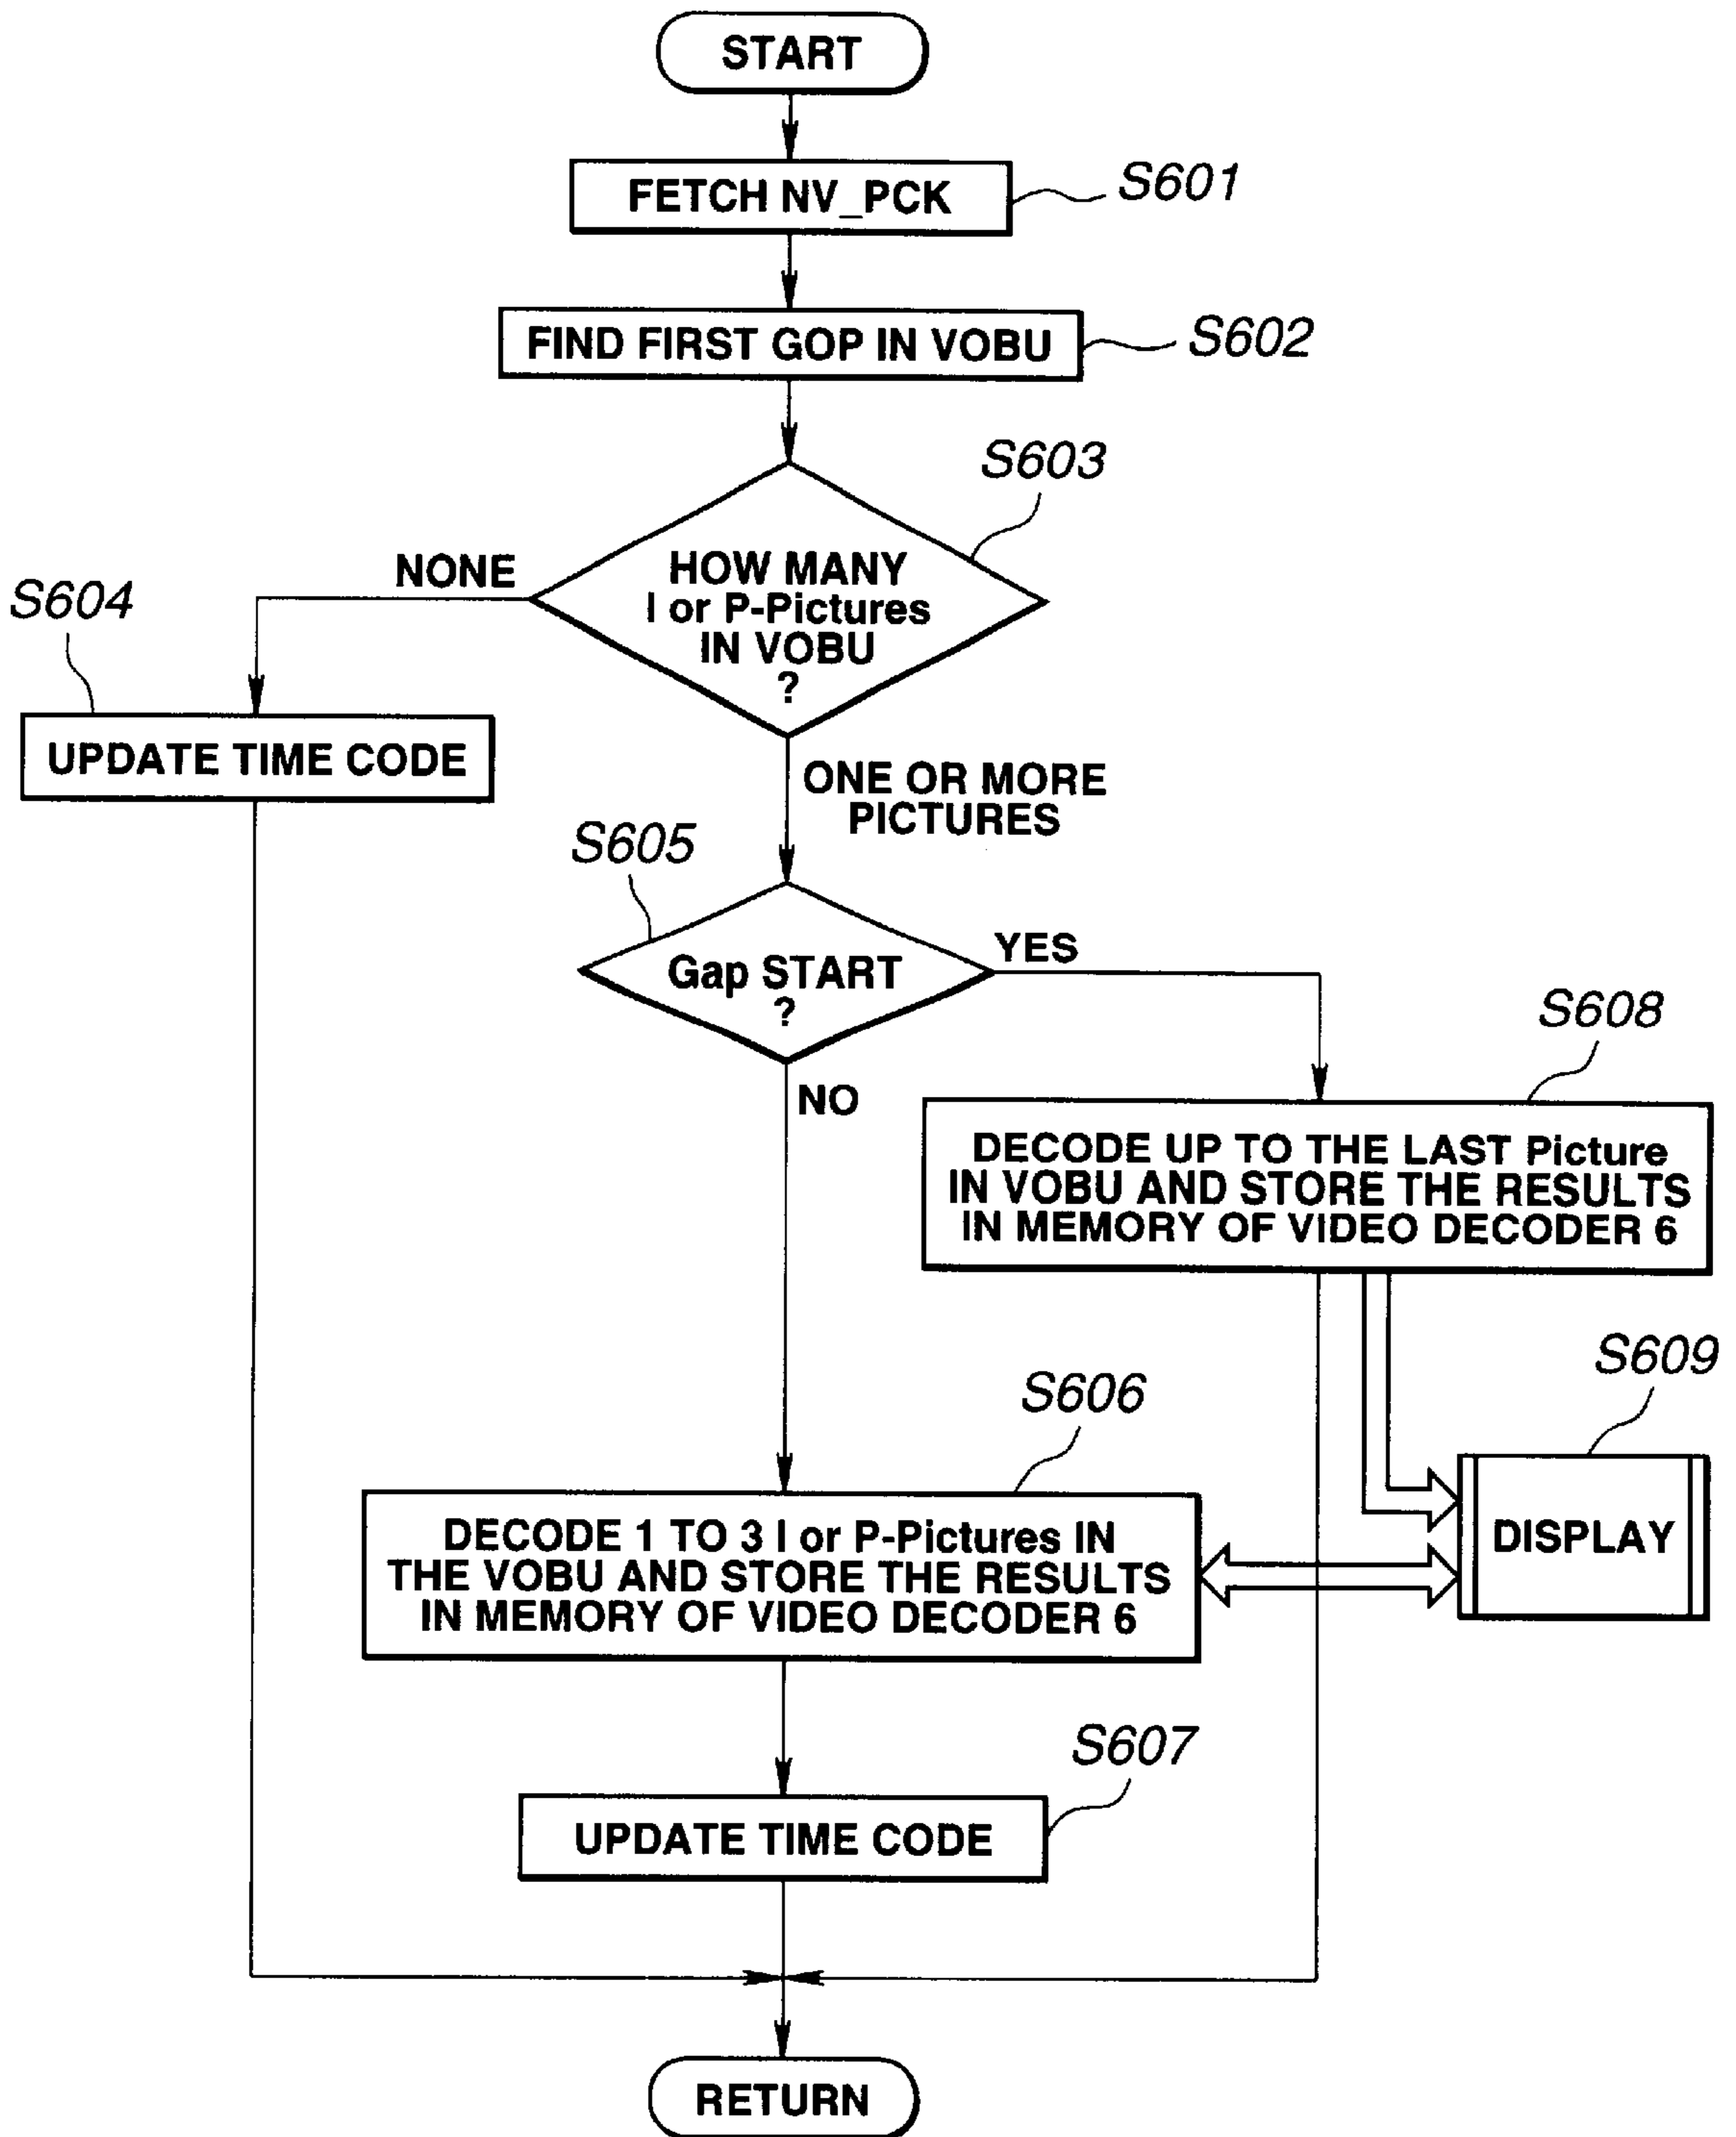 START
FETCH NV_PCK
S601
FIND FIRST GOP IN VOBU
S602
S603
HOW MANY
I or P-Pictures
IN VOBU
?
NONE
S604
UPDATE TIME CODE
ONE OR MORE
PICTURES
S605
Gap START
?
YES
NO
S608
DECODE UP TO THE LAST Picture
IN VOBU AND STORE THE RESULTS
IN MEMORY OF VIDEO DECODER 6
S609
DISPLAY
S606
DECODE 1 TO 3 I or P-Pictures IN
THE VOBU AND STORE THE RESULTS
IN MEMORY OF VIDEO DECODER 6
S607
UPDATE TIME CODE
RETURN